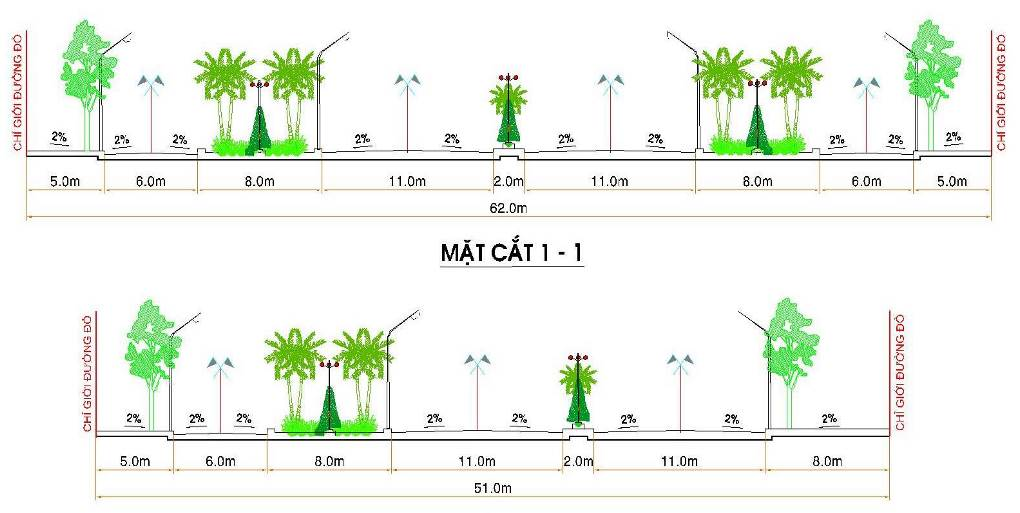 CHỈ GIỚI ĐƯỜNG ĐỎ
CHỈ GIỚI ĐƯỜNG ĐỎ
2% 2% 2% 2% 2% 2% 2% 2% 2% 2%
5.0m 6.0m 8.0m 11.0m 2.0m 11.0m 8.0m 6.0m 5.0m
62.0m
MẶT CẮT 1 - 1
CHỈ GIỚI ĐƯỜNG ĐỎ
CHỈ GIỚI ĐƯỜNG ĐỎ
2% 2% 2% 2% 2% 2% 2% 2%
5.0m 6.0m 8.0m 11.0m 2.0m 11.0m 8.0m
51.0m